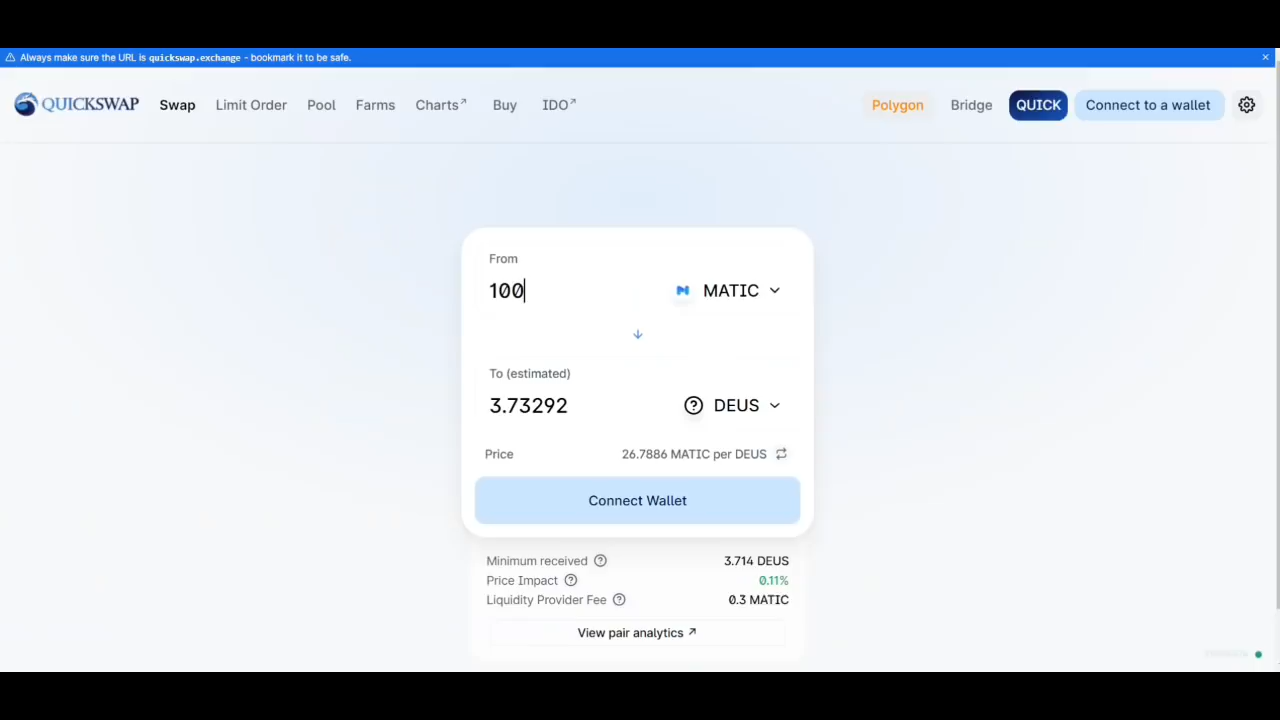 Always make sure the URL is quickswap.exchange - bookmark it to be safe.
QUICKSWAP Swap Limit Order Pool Farms Charts↗ Buy IDO↗ Polygon Bridge QUICK Connect to a wallet
From
100 MATIC
To (estimated)
3.73292 DEUS
Price 26.7886 MATIC per DEUS
Connect Wallet
Minimum received 3.714 DEUS
Price Impact 0.11%
Liquidity Provider Fee 0.3 MATIC
View pair analytics ↗